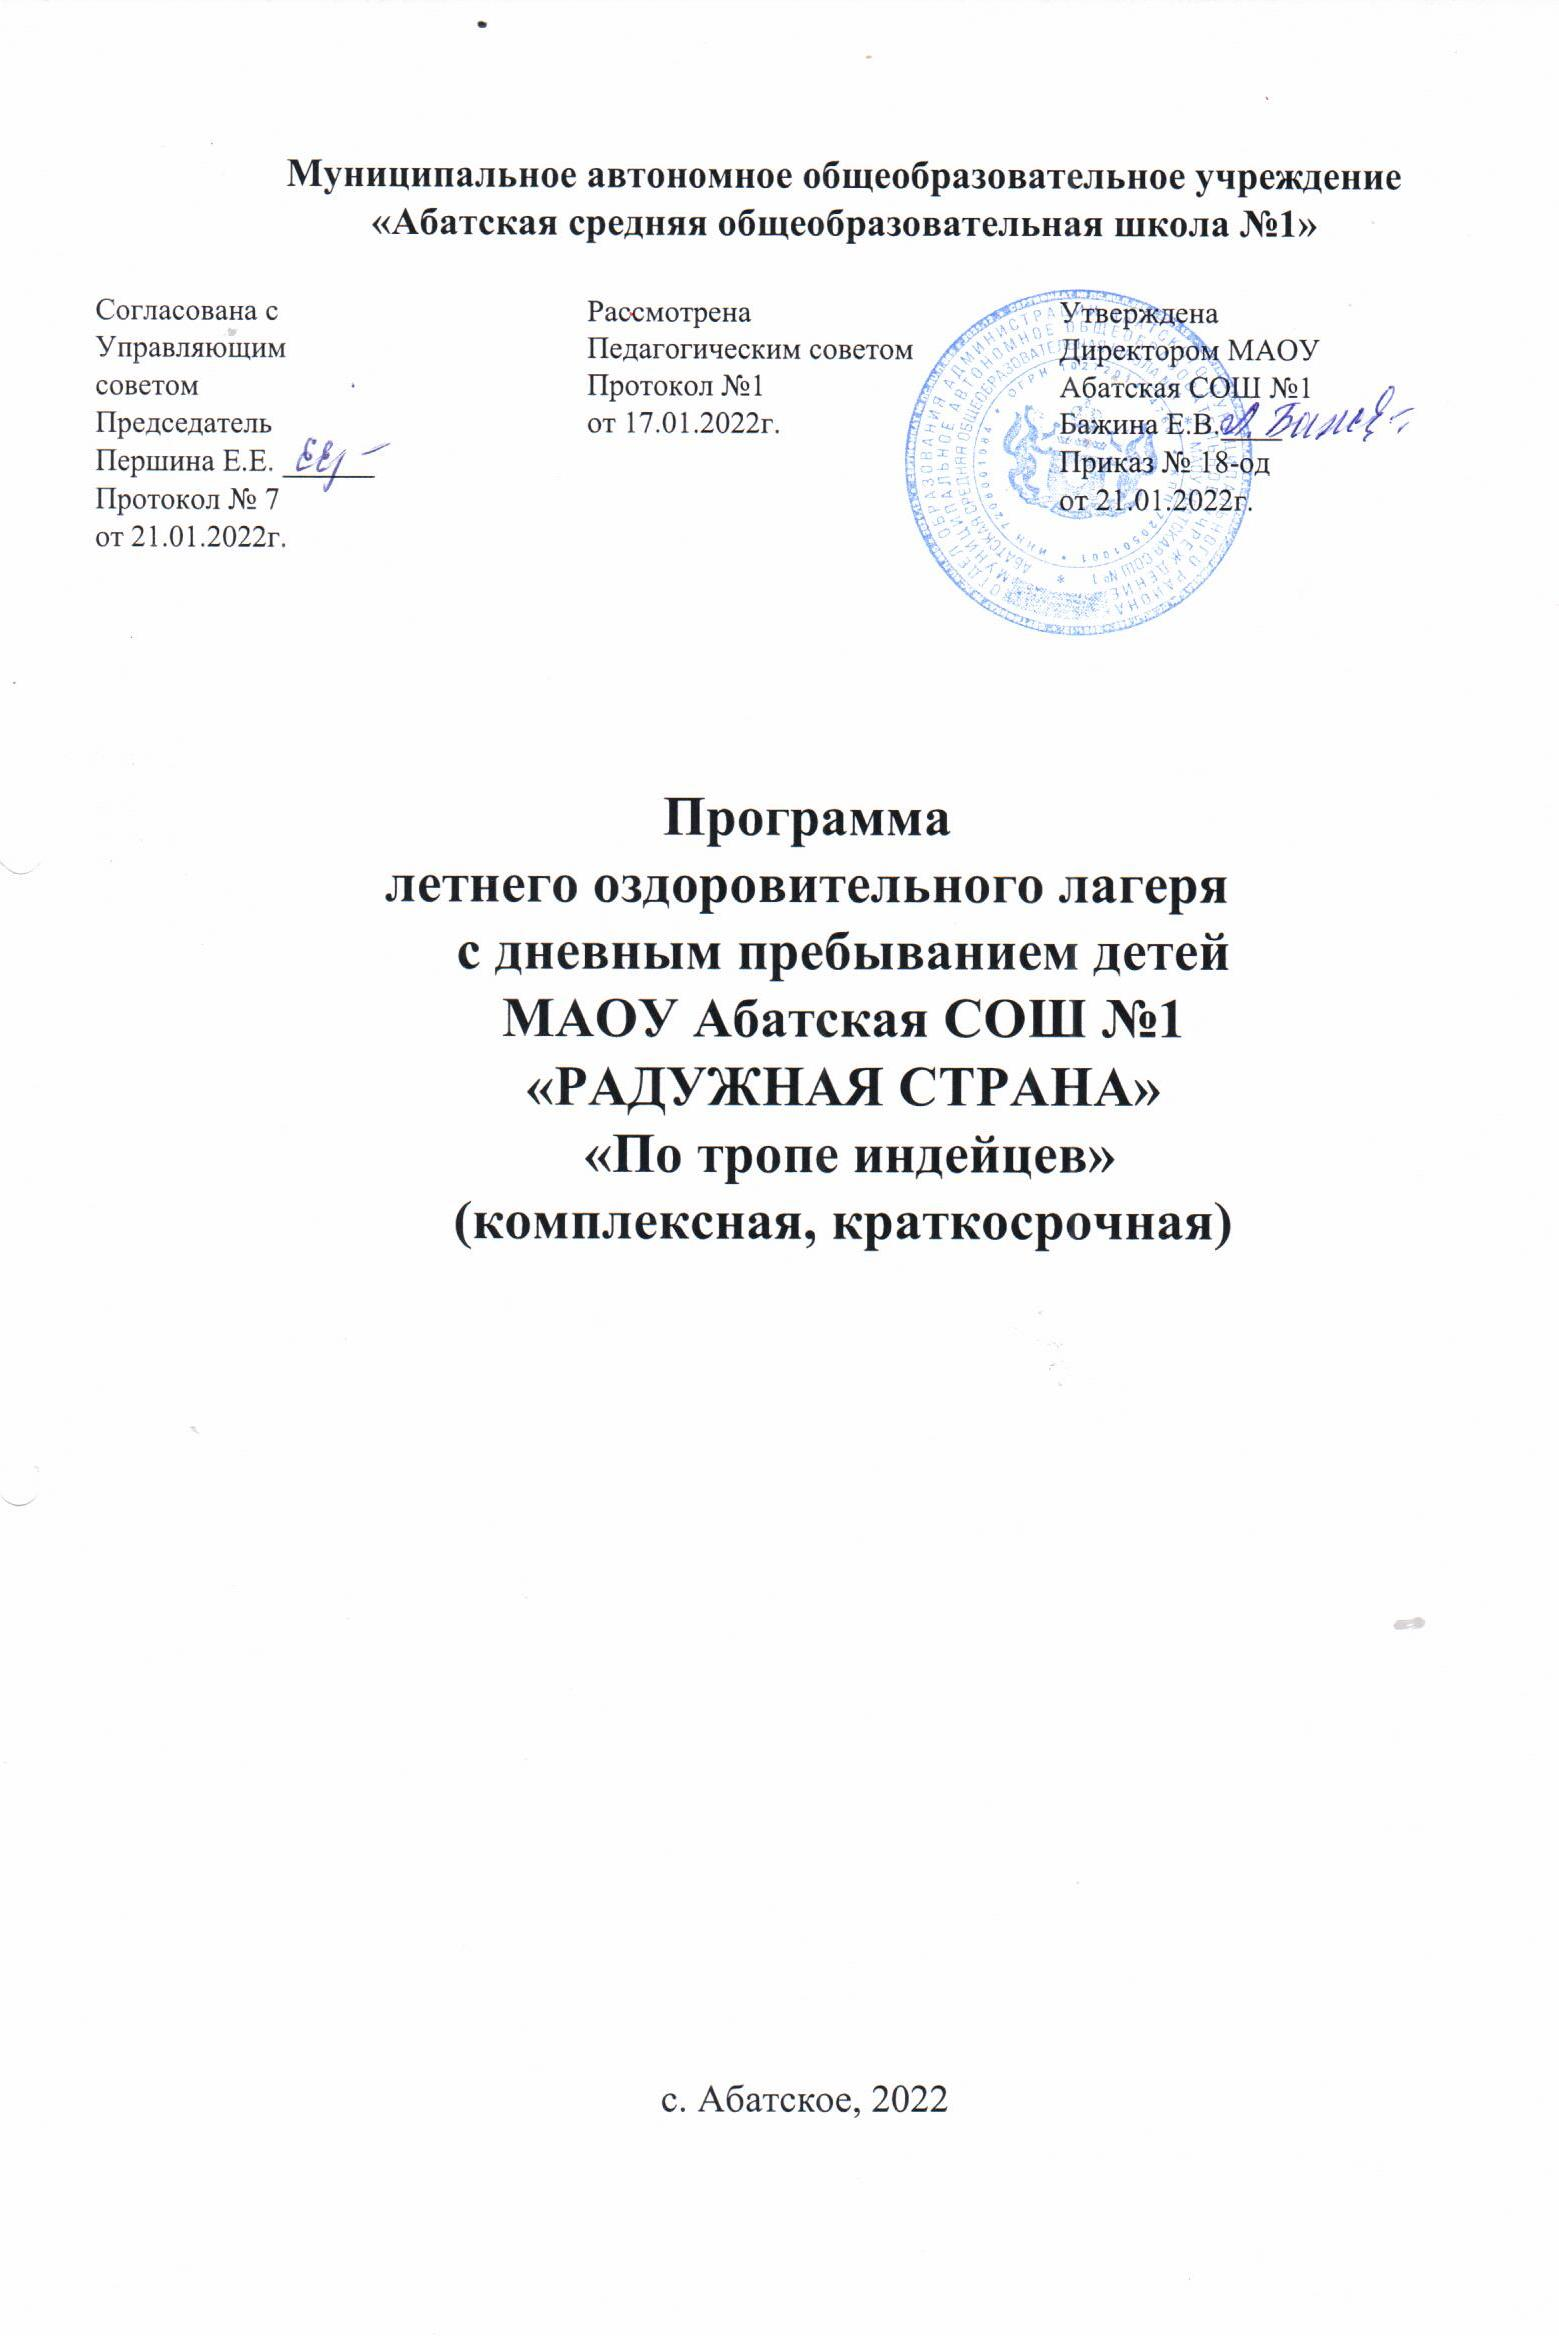 Муниципальное автономное общеобразовательное учреждение
«Абатская средняя общеобразовательная школа №1»
Согласована с
Управляющим
советом
Председатель
Першина Е.Е. ______
Протокол № 7
от 21.01.2022г.
Рассмотрена
Педагогическим советом
Протокол №1
от 17.01.2022г.
Утверждена
Директором МАОУ
Абатская СОШ №1
Бажина Е.В.____
Приказ № 18-од
от 21.01.2022г.
Программа
летнего оздоровительного лагеря
с дневным пребыванием детей
МАОУ Абатская СОШ №1
«РАДУЖНАЯ СТРАНА»
«По тропе индейцев»
(комплексная, краткосрочная)
с. Абатское, 2022